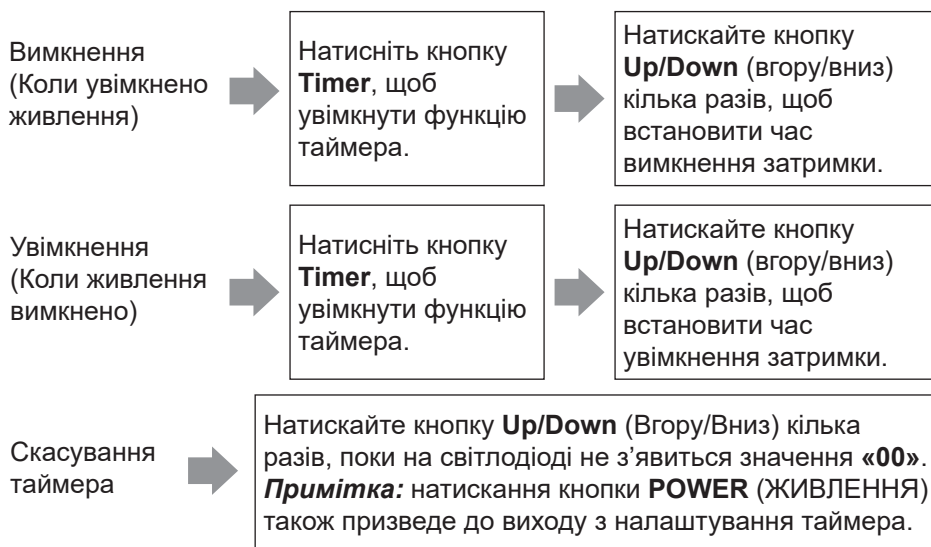 Вимкнення
(Коли увімкнено
живлення)
Натисніть кнопку
Timer, щоб
увімкнути функцію
таймера.
Натискайте кнопку
Up/Down (вгору/вниз)
кілька разів, щоб
встановити час
вимкнення затримки.
Увімкнення
(Коли живлення
вимкнено)
Натисніть кнопку
Timer, щоб
увімкнути функцію
таймера.
Натискайте кнопку
Up/Down (вгору/вниз)
кілька разів, щоб
встановити час
увімкнення затримки.
Скасування
таймера
Натискайте кнопку Up/Down (Вгору/Вниз) кілька
разів, поки на світлодіоді не з’явиться значення «00».
Примітка: натискання кнопки POWER (ЖИВЛЕННЯ)
також призведе до виходу з налаштування таймера.